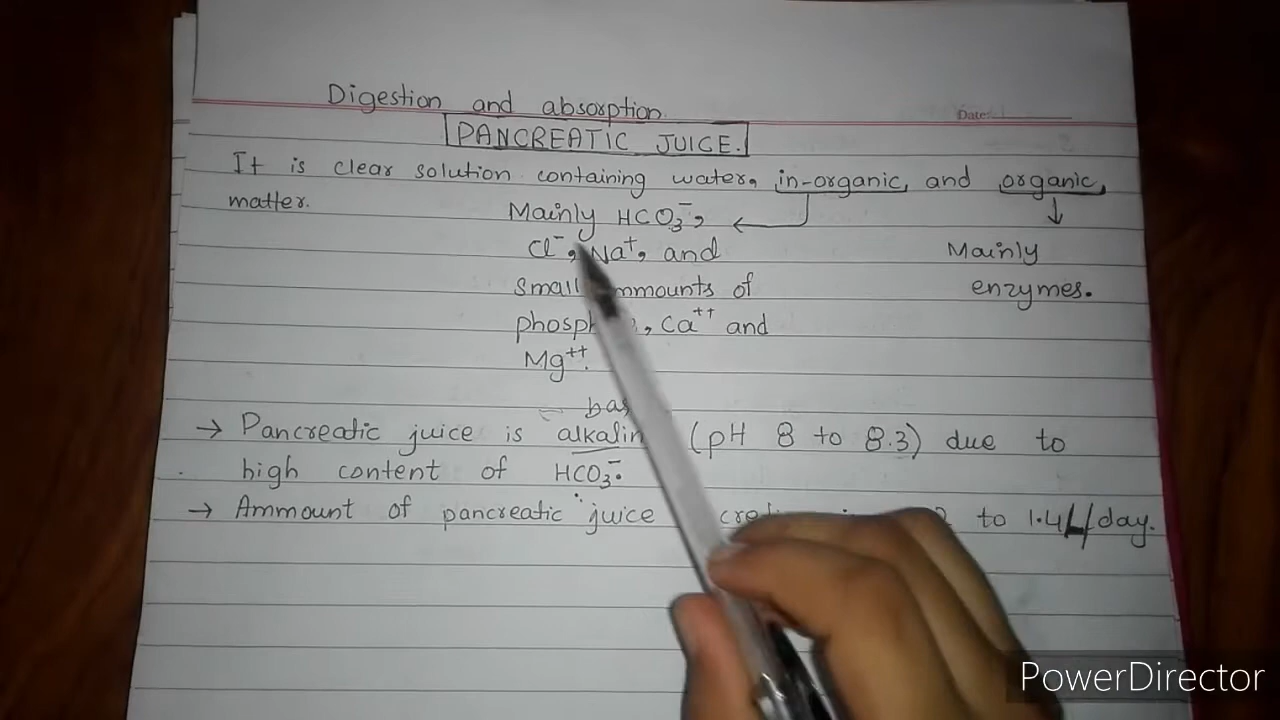 Digestion and absorption
Date:
PANCREATIC JUICE.
It is clear solution containing water, in-organic, and organic,
matter.
Mainly HCO₃⁻,
Cl⁻, Na⁺, and
Mainly
small of
enzymes.
Ca⁺⁺ and
Mg⁺⁺.
→ Pancreatic juice is (pH 8 to 8.3) due to
high content of HCO₃⁻.
→ Ammount of pancreatic juice to 1.4L/day.
PowerDirector